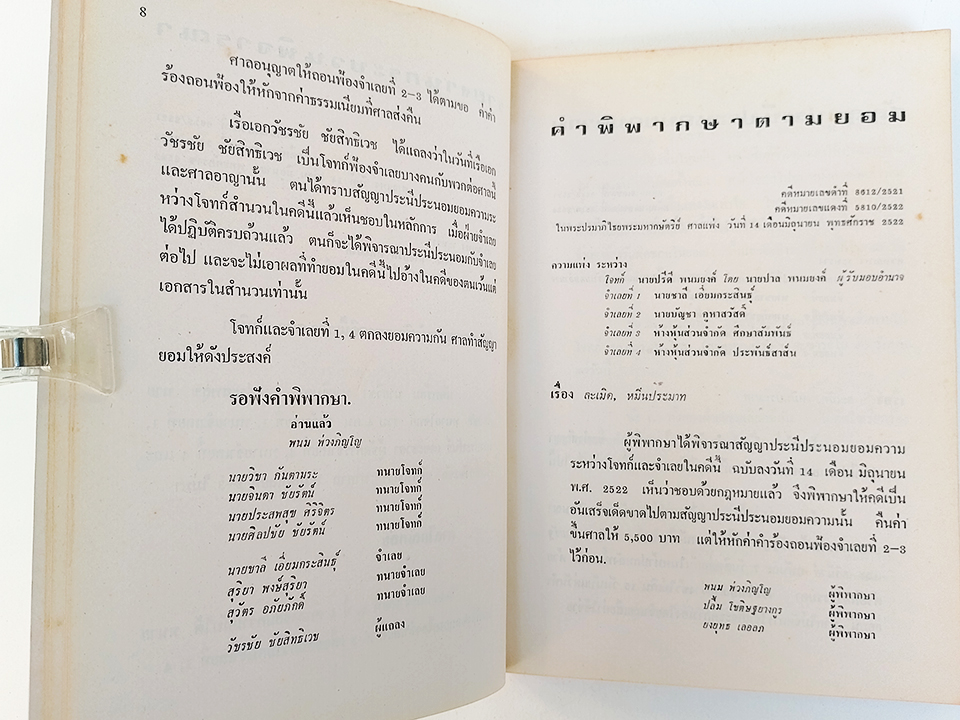 8
ศาลอนุญาตให้ถอนฟ้องจำเลยที่ 2-3 ได้ตามขอ ค่าคำ
ร้องถอนฟ้องให้หักจากค่าธรรมเนียมที่ศาลส่งคืน
เรือเอกวัชรชัย ชัยสิทธิเวช ได้แถลงว่าในวันที่เรือเอก
วัชรชัย ชัยสิทธิเวช เป็นโจทก์ฟ้องจำเลยบางคนกับพวกต่อศาลนี้
และศาลอาญานั้น ตนได้ทราบสัญญาประนีประนอมยอมความระ
หว่างโจทก์สำนวนในคดีนี้แล้วเห็นชอบในหลักการ เมื่อฝ่ายจำเลย
ได้ปฏิบัติครบถ้วนแล้ว ตนก็จะได้พิจารณาประนีประนอมกับจำเลย
ต่อไป และจะไม่เอาผลที่ทำยอมในคดีนี้ไปอ้างในคดีของตนเว้นแต่
เอกสารในสำนวนเท่านั้น
โจทก์และจำเลยที่ 1, 4 ตกลงยอมความกัน ศาลทำสัญญา
ยอมให้ดังประสงค์
รอฟังคำพิพากษา.
อ่านแล้ว
พนม พ่วงภิญโญ
นายวิชา กันตามระ ทนายโจทก์
นายจินดา ชัยรัตน์ ทนายโจทก์
นายประสพสุข ศิริจิตร ทนายโจทก์
นายศิลปชัย ชัยรัตน์ ทนายโจทก์
นายชาลี เอี่ยมกระสินธุ์ จำเลย
สุริยา พงษ์สุริยา ทนายจำเลย
สุวัตร อภัยภักดิ์ ทนายจำเลย
วัชรชัย ชัยสิทธิเวช ผู้แถลง
คำพิพากษาตามยอม
คดีหมายเลขดำที่ 8612/2521
คดีหมายเลขแดงที่ 5810/2522
ในพระปรมาภิไธยพระมหากษัตริย์ ศาลแพ่ง วันที่ 14 เดือนมิถุนายน พุทธศักราช 2522
ความแพ่ง ระหว่าง
โจทก์ นายปรีดี พนมยงค์ โดย นายปาล พนมยงค์ ผู้รับมอบอำนาจ
จำเลยที่ 1 นายชาลี เอี่ยมกระสินธุ์
จำเลยที่ 2 นายบัญชา คูหาสวัสดิ์
จำเลยที่ 3 ห้างหุ้นส่วนจำกัด ศึกษาสัมพันธ์
จำเลยที่ 4 ห้างหุ้นส่วนจำกัด ประพันธ์สาส์น
เรื่อง ละเมิด, หมิ่นประมาท
ผู้พิพากษาได้พิจารณาสัญญาประนีประนอมยอมความ
ระหว่างโจทก์และจำเลยในคดีนี้ ฉบับลงวันที่ 14 เดือน มิถุนายน
พ.ศ. 2522 เห็นว่าชอบด้วยกฎหมายแล้ว จึงพิพากษาให้คดีเป็น
อันเสร็จเด็ดขาดไปตามสัญญาประนีประนอมยอมความนั้น คืนค่า
ขึ้นศาลให้ 5,500 บาท แต่ให้หักค่าคำร้องถอนฟ้องจำเลยที่ 2-3
ไว้ก่อน.
พนม พ่วงภิญโญ ผู้พิพากษา
ปลื้ม โชติษฐยางกูร ผู้พิพากษา
ยงยุทธ เลอลภ ผู้พิพากษา